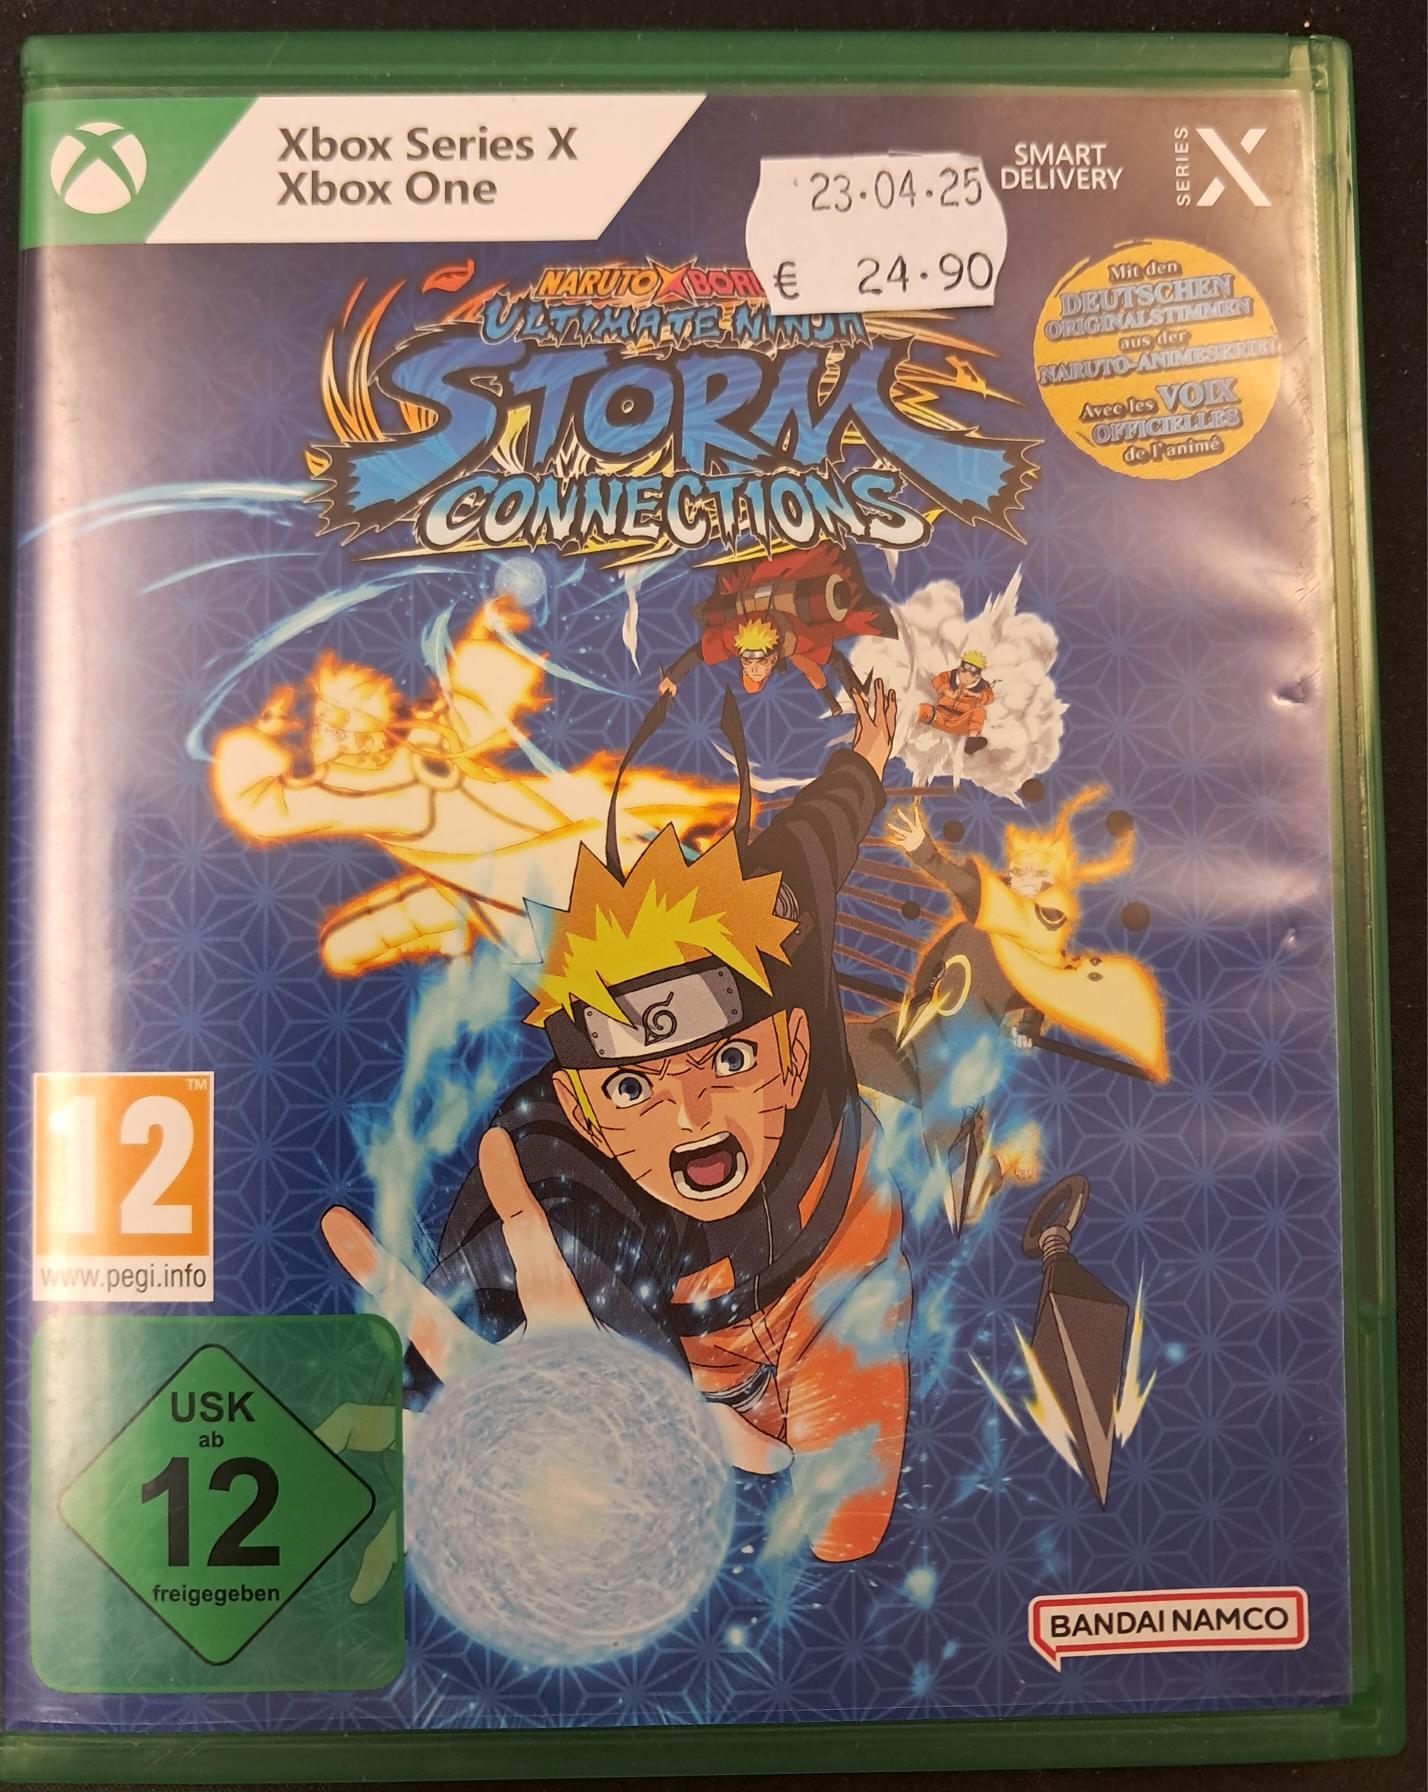 Xbox Series X
Xbox One
23.04.25
€ 24.90
SMART
DELIVERY
SERIES X
NARUTO X
ULTIMATE NINJA
STORM
CONNECTIONS
Mit den
DEUTSCHEN
ORIGINALSTIMMEN
aus der
NARUTO-ANIMESERIE!
Avec les VOIX
OFFICIELLES
de l'animé
12
TM
www.pegi.info
USK
ab
12
freigegeben
BANDAI NAMCO